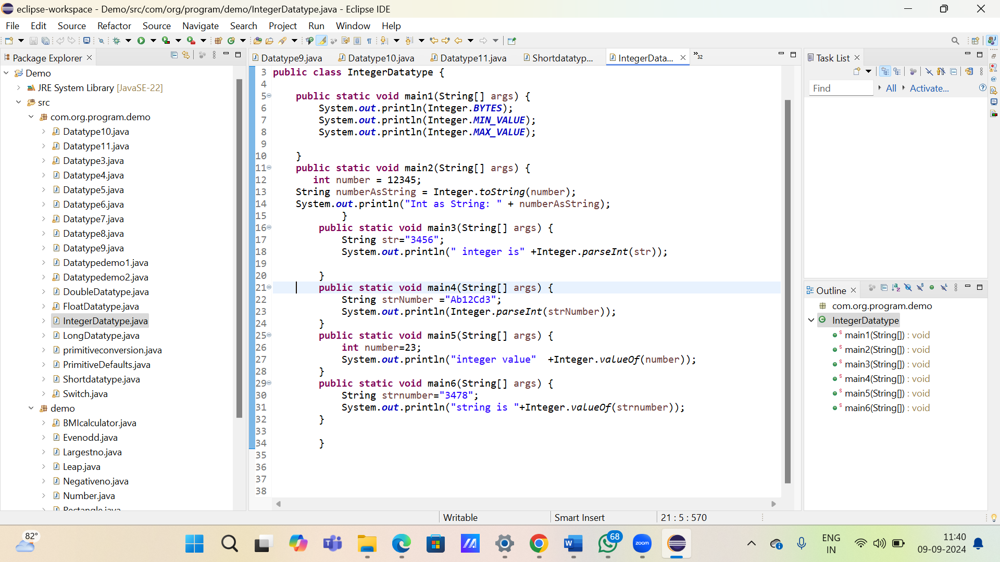 eclipse-workspace - Demo/src/com/org/program/demo/IntegerDatatype.java - Eclipse IDE
File Edit Source Refactor Source Navigate Search Project Run Window Help
Package Explorer
Demo
JRE System Library [JavaSE-22]
src
com.org.program.demo
Datatype10.java
Datatype11.java
Datatype3.java
Datatype4.java
Datatype5.java
Datatype6.java
Datatype7.java
Datatype8.java
Datatype9.java
Datatypedemo1.java
Datatypedemo2.java
DoubleDatatype.java
FloatDatatype.java
IntegerDatatype.java
LongDatatype.java
primitiveconversion.java
PrimitiveDefaults.java
Shortdatatype.java
Switch.java
demo
BMIcalculator.java
Evenodd.java
Largestno.java
Leap.java
Negativeno.java
Number.java
Rectangle.java
Datatype9.java Datatype10.java Datatype11.java Shortdatatyp... IntegerData... »32
3 public class IntegerDatatype {
4
5 public static void main1(String[] args) {
6 System.out.println(Integer.BYTES);
7 System.out.println(Integer.MIN_VALUE);
8 System.out.println(Integer.MAX_VALUE);
9
10 }
11 public static void main2(String[] args) {
12 int number = 12345;
13 String numberAsString = Integer.toString(number);
14 System.out.println("Int as String: " + numberAsString);
15 }
16 public static void main3(String[] args) {
17 String str="3456";
18 System.out.println(" integer is" +Integer.parseInt(str));
19
20 }
21 public static void main4(String[] args) {
22 String strNumber ="Ab12Cd3";
23 System.out.println(Integer.parseInt(strNumber));
24 }
25 public static void main5(String[] args) {
26 int number=23;
27 System.out.println("integer value" +Integer.valueOf(number));
28 }
29 public static void main6(String[] args) {
30 String strnumber="3478";
31 System.out.println("string is "+Integer.valueOf(strnumber));
32 }
33
34 }
35
36
37
38
Task List
Find All Activate...
Outline
com.org.program.demo
IntegerDatatype
main1(String[]) : void
main2(String[]) : void
main3(String[]) : void
main4(String[]) : void
main5(String[]) : void
main6(String[]) : void
Writable Smart Insert 21 : 5 : 570
82°
68
zoom
ENG
IN
11:40
09-09-2024